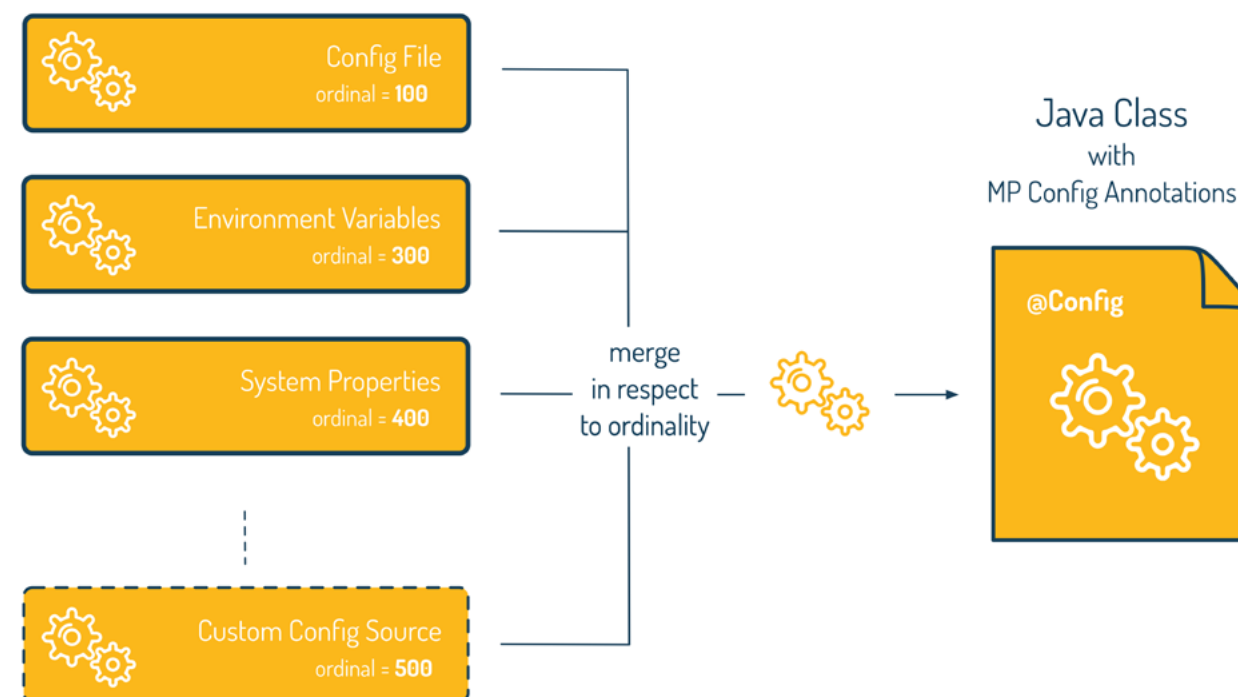 Config File
ordinal = 100
Environment Variables
ordinal = 300
System Properties
ordinal = 400
Custom Config Source
ordinal = 500
merge
in respect
to ordinality
Java Class
with
MP Config Annotations
@Config